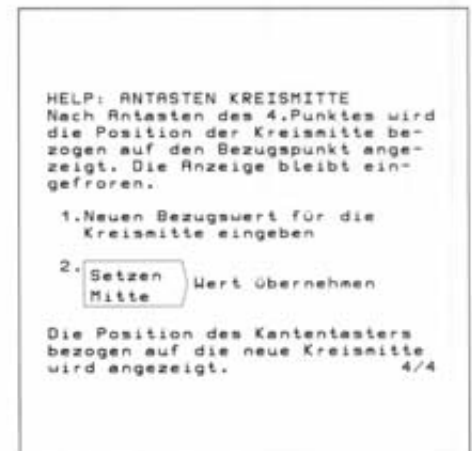 HELP: ANTASTEN KREISMITTE
Nach Antasten des 4.Punktes wird
die Position der Kreismitte be-
zogen auf den Bezugspunkt ange-
zeigt. Die Anzeige bleibt ein-
gefroren.
1.Neuen Bezugswert für die
Kreismitte eingeben
2. Setzen
Mitte Wert übernehmen
Die Position des Kantentasters
bezogen auf die neue Kreismitte
wird angezeigt. 4/4